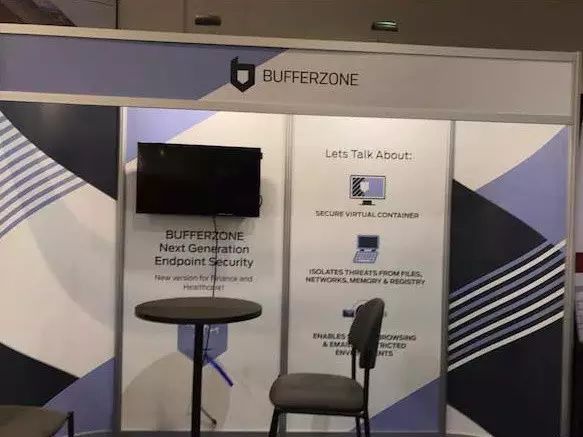 BUFFERZONE
Lets Talk About:
SECURE VIRTUAL CONTAINER
BUFFERZONE
Next Generation
Endpoint Security
New version for Finance and
Healthcare!
ISOLATES THREATS FROM FILES,
NETWORKS, MEMORY & REGISTRY
ENABLES BROWSING
& EMAIL